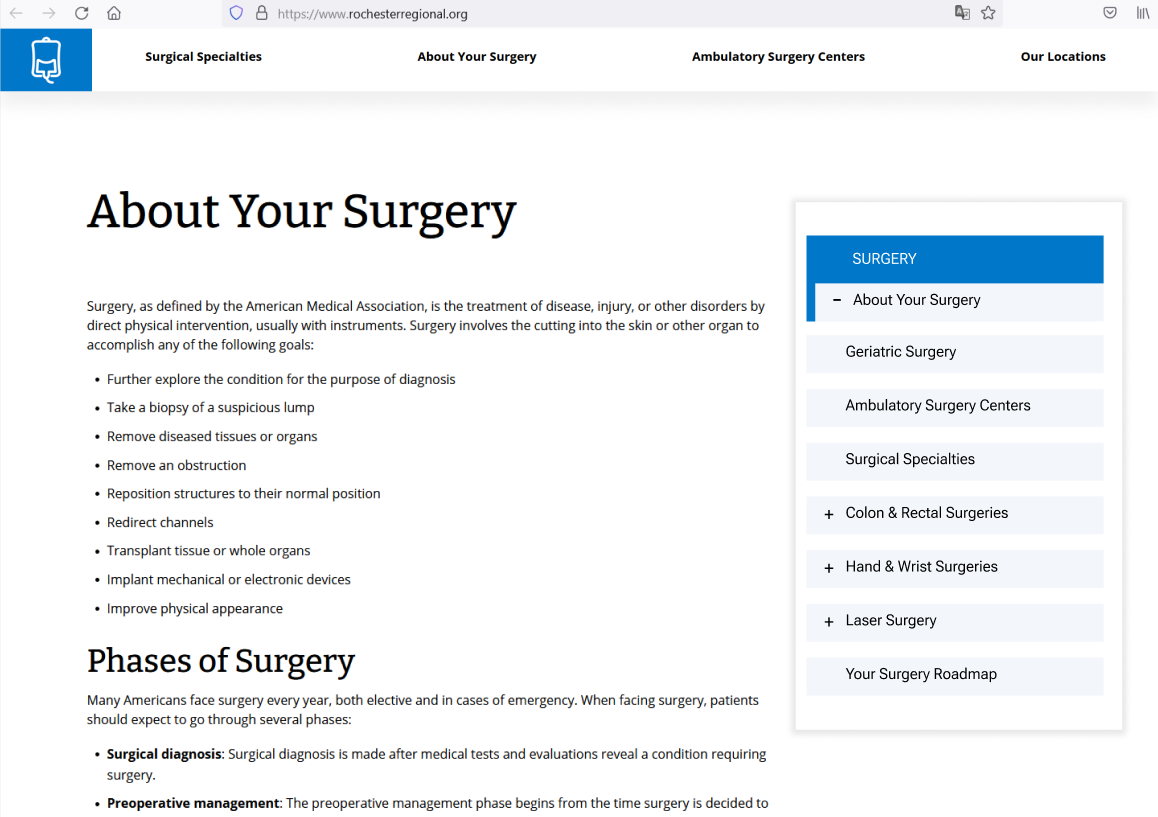 https://www.rochesterregional.org
Surgical Specialties
About Your Surgery
Ambulatory Surgery Centers
Our Locations
About Your Surgery
Surgery, as defined by the American Medical Association, is the treatment of disease, injury, or other disorders by
direct physical intervention, usually with instruments. Surgery involves the cutting into the skin or other organ to
accomplish any of the following goals:
• Further explore the condition for the purpose of diagnosis
• Take a biopsy of a suspicious lump
• Remove diseased tissues or organs
• Remove an obstruction
• Reposition structures to their normal position
• Redirect channels
• Transplant tissue or whole organs
• Implant mechanical or electronic devices
• Improve physical appearance
Phases of Surgery
Many Americans face surgery every year, both elective and in cases of emergency. When facing surgery, patients
should expect to go through several phases:
• Surgical diagnosis: Surgical diagnosis is made after medical tests and evaluations reveal a condition requiring
surgery.
• Preoperative management: The preoperative management phase begins from the time surgery is decided to
SURGERY
− About Your Surgery
Geriatric Surgery
Ambulatory Surgery Centers
Surgical Specialties
+ Colon & Rectal Surgeries
+ Hand & Wrist Surgeries
+ Laser Surgery
Your Surgery Roadmap